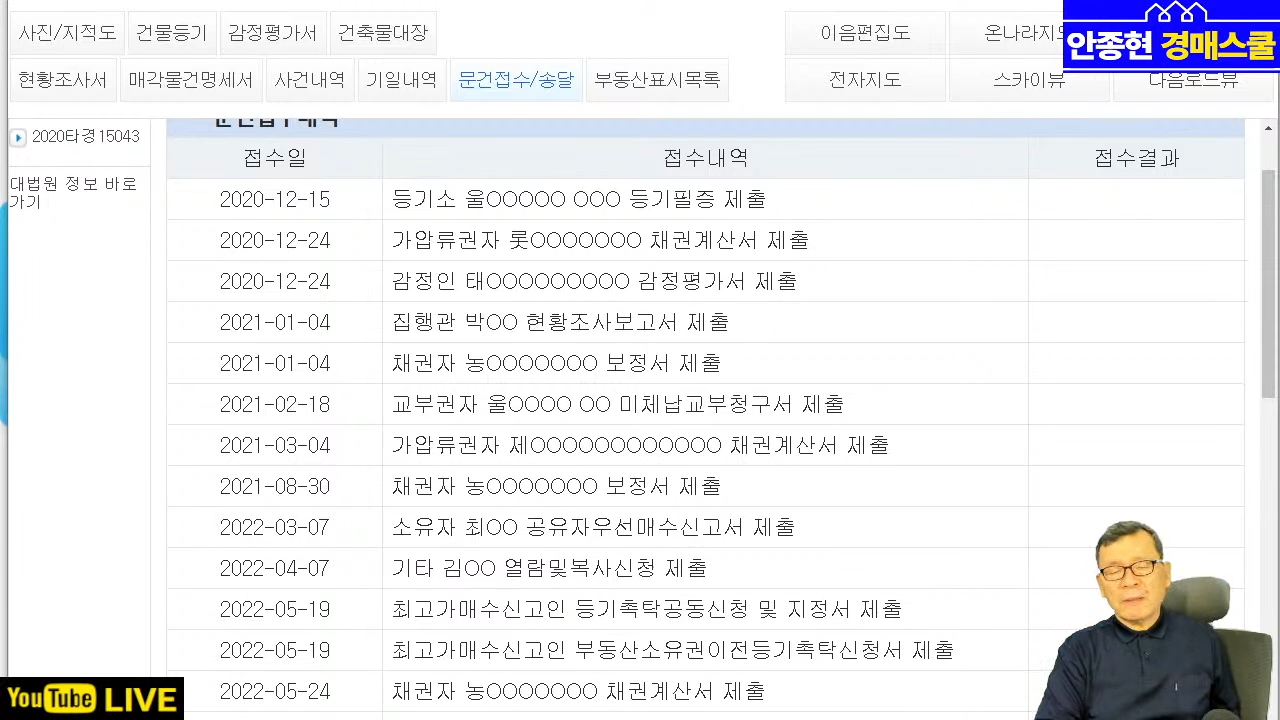 사진/지적도 건물등기 감정평가서 건축물대장 이음편집도 온나라지도
안종현 경매스쿨
현황조사서 매각물건명세서 사건내역 기일내역 문건접수/송달 부동산표시목록 전자지도 스카이뷰 다음로드뷰
2020타경15043
대법원 정보 바로
가기
문건접수내역
접수일 접수내역 접수결과
2020-12-15 등기소 울OOOOO OOO 등기필증 제출
2020-12-24 가압류권자 롯OOOOOOO 채권계산서 제출
2020-12-24 감정인 태OOOOOOOOO 감정평가서 제출
2021-01-04 집행관 박OO 현황조사보고서 제출
2021-01-04 채권자 농OOOOOOO 보정서 제출
2021-02-18 교부권자 울OOOO OO 미체납교부청구서 제출
2021-03-04 가압류권자 제OOOOOOOOOOOO 채권계산서 제출
2021-08-30 채권자 농OOOOOOO 보정서 제출
2022-03-07 소유자 최OO 공유자우선매수신고서 제출
2022-04-07 기타 김OO 열람및복사신청 제출
2022-05-19 최고가매수신고인 등기촉탁공동신청 및 지정서 제출
2022-05-19 최고가매수신고인 부동산소유권이전등기촉탁신청서 제출
2022-05-24 채권자 농OOOOOOO 채권계산서 제출
YouTube LIVE